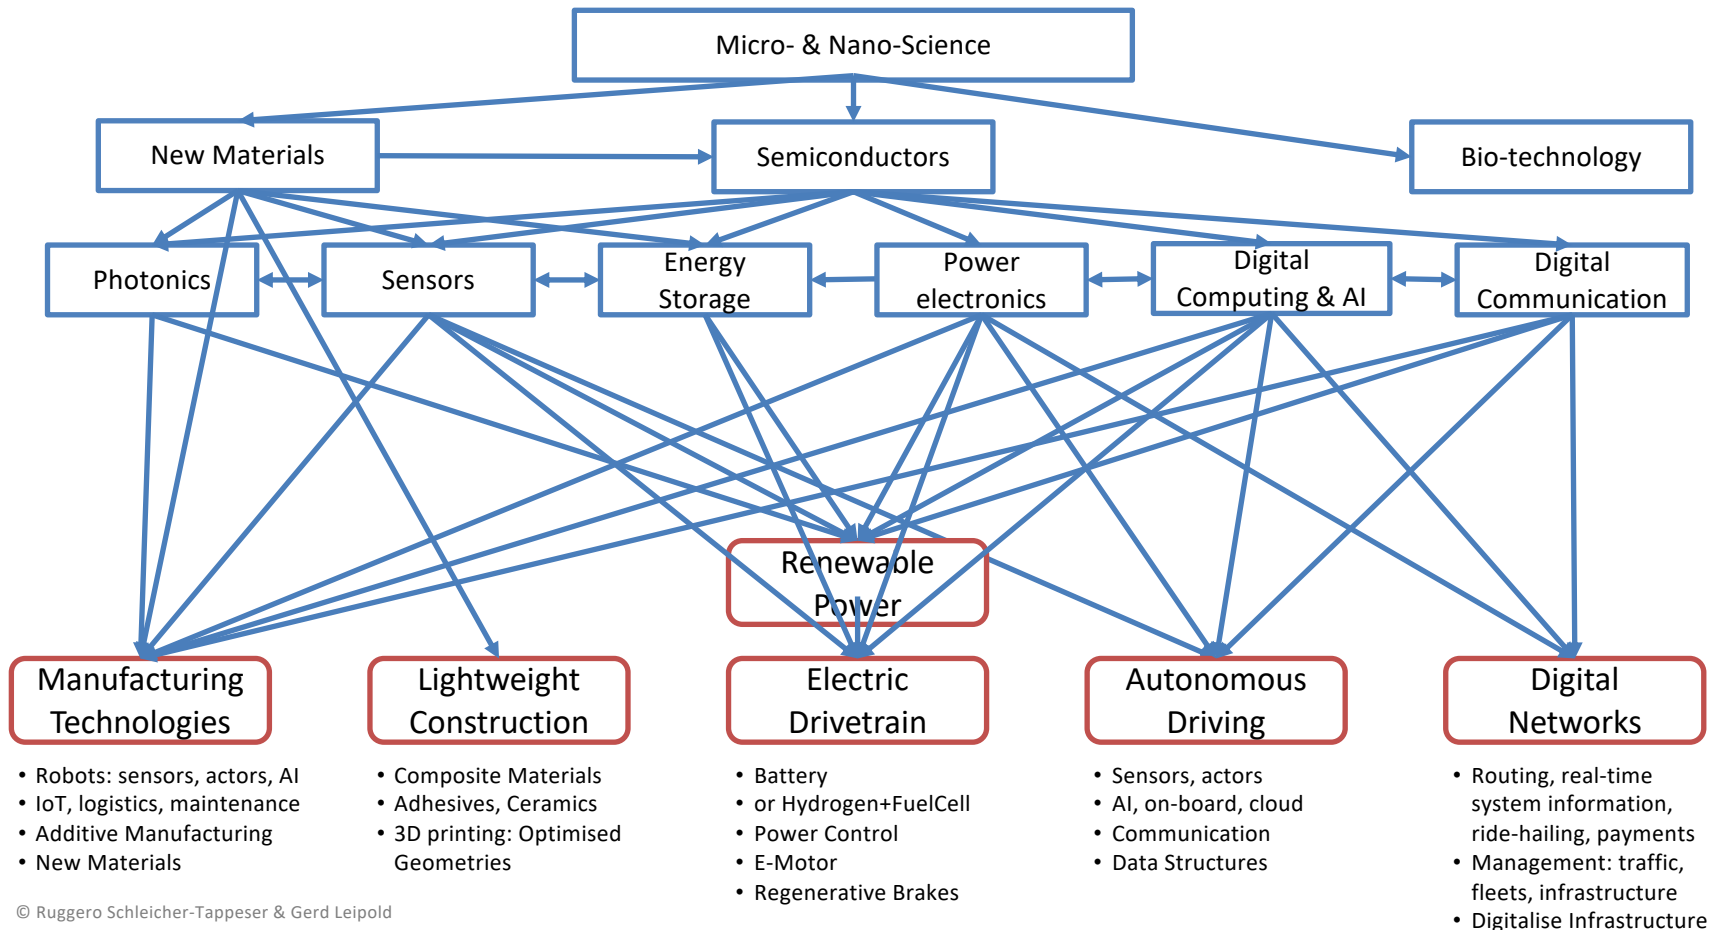 Micro- & Nano-Science
New Materials
Semiconductors
Bio-technology
Photonics
Sensors
Energy
Storage
Power
electronics
Digital
Computing & AI
Digital
Communication
Renewable
Power
Manufacturing
Technologies
Lightweight
Construction
Electric
Drivetrain
Autonomous
Driving
Digital
Networks
• Robots: sensors, actors, AI
• IoT, logistics, maintenance
• Additive Manufacturing
• New Materials
• Composite Materials
• Adhesives, Ceramics
• 3D printing: Optimised
Geometries
• Battery
• or Hydrogen+FuelCell
• Power Control
• E-Motor
• Regenerative Brakes
• Sensors, actors
• AI, on-board, cloud
• Communication
• Data Structures
• Routing, real-time
system information,
ride-hailing, payments
• Management: traffic,
fleets, infrastructure
• Digitalise Infrastructure
© Ruggero Schleicher-Tappeser & Gerd Leipold